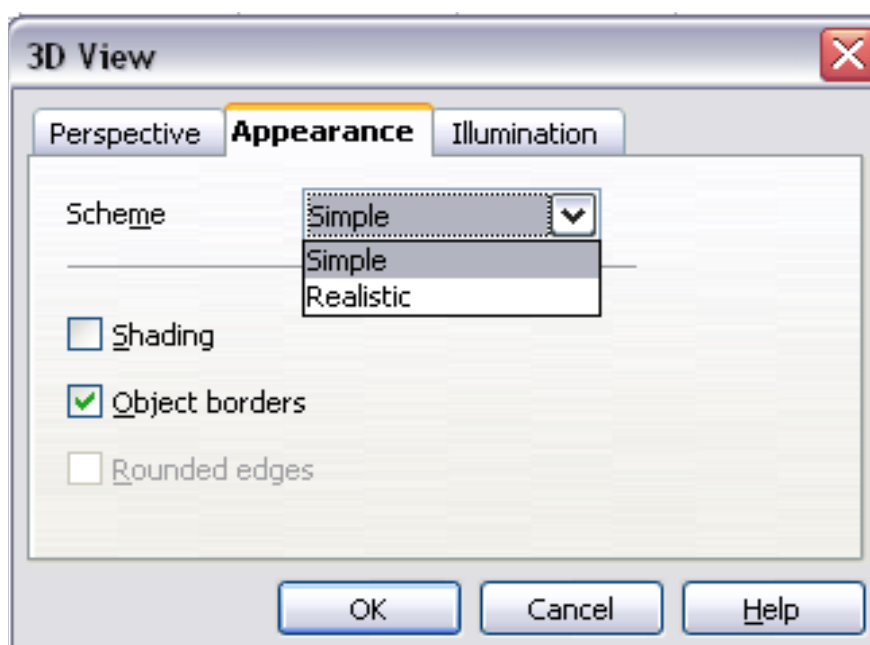 3D View
Perspective Appearance Illumination
Scheme Simple
Simple
Realistic
Shading
Object borders
Rounded edges
OK Cancel Help